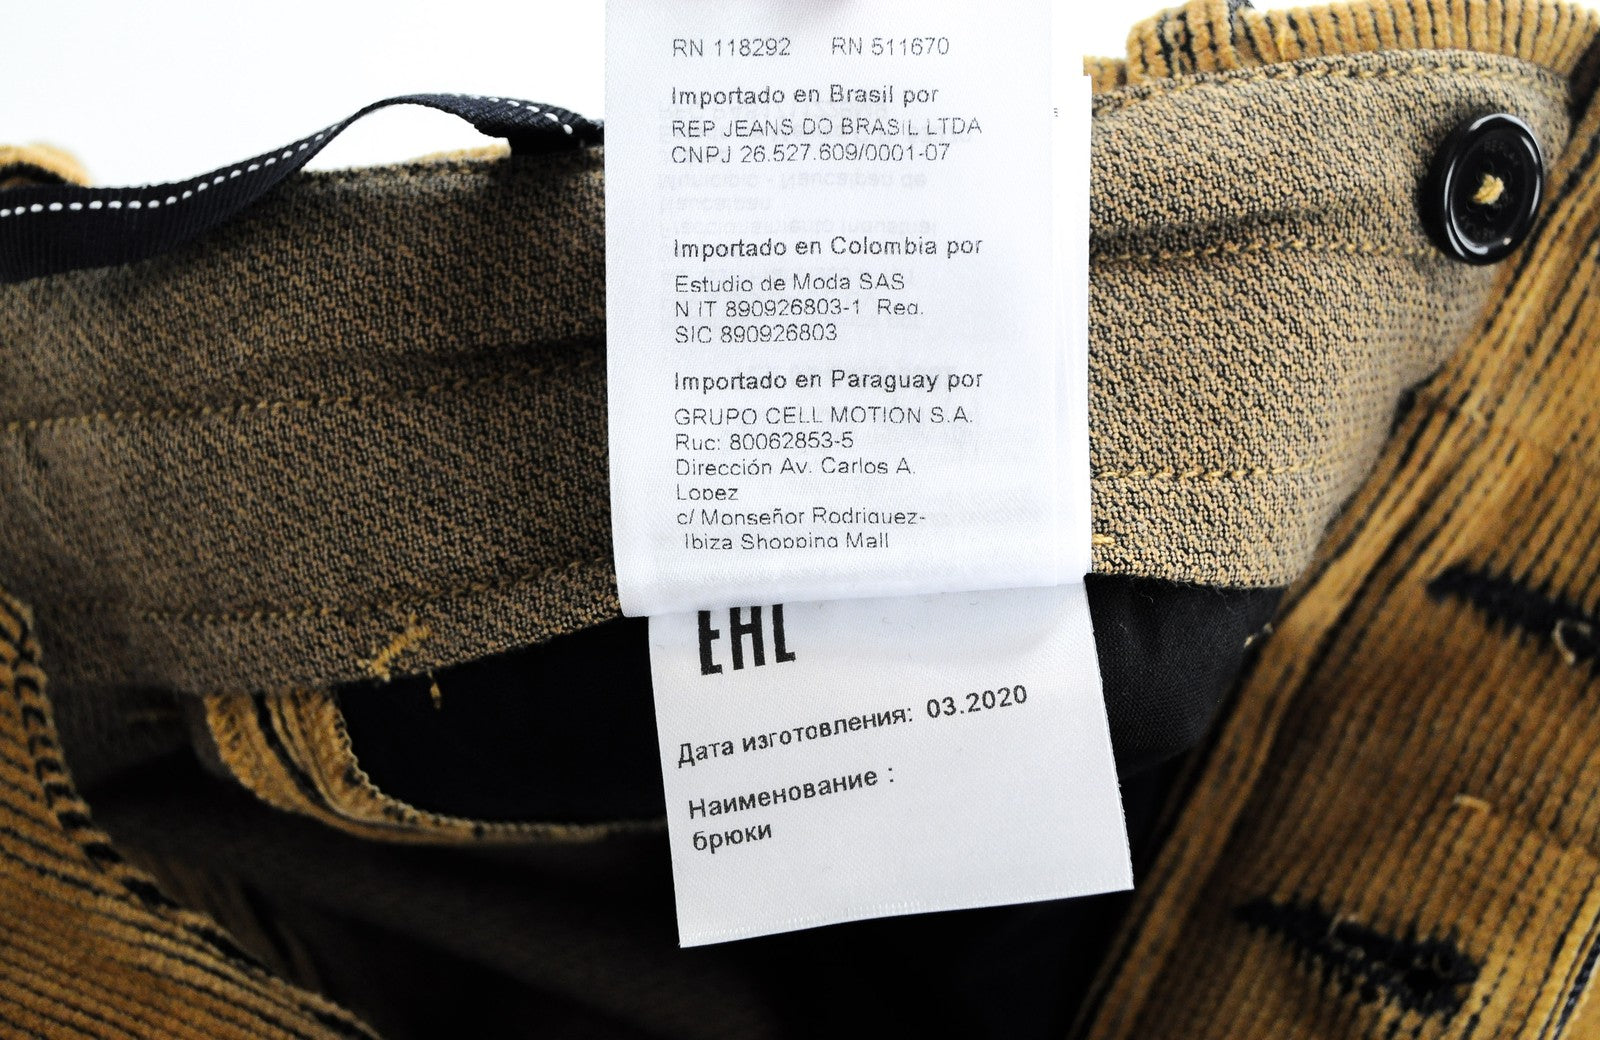 RN 118292 RN 511670
Importado en Brasil por
REP JEANS DO BRASIL LTDA
CNPJ 26.527.609/0001-07
Importado en Colombia por
Estudio de Moda SAS
N IT 890926803-1 Reg.
SIC 890926803
Importado en Paraguay por
GRUPO CELL MOTION S.A.
Ruc: 80062853-5
Dirección Av. Carlos A.
Lopez
c/ Monseñor Rodriguez-
Ibiza Shopping Mall
EAC
Дата изготовления: 03.2020
Наименование :
брюки
REPLAY